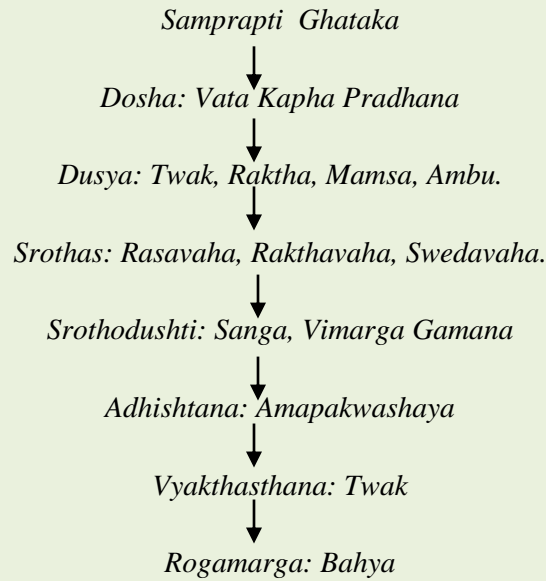 Samprapti Ghataka
Dosha: Vata Kapha Pradhana
Dusya: Twak, Raktha, Mamsa, Ambu.
Srothas: Rasavaha, Rakthavaha, Swedavaha.
Srothodushti: Sanga, Vimarga Gamana
Adhishtana: Amapakwashaya
Vyakthasthana: Twak
Rogamarga: Bahya